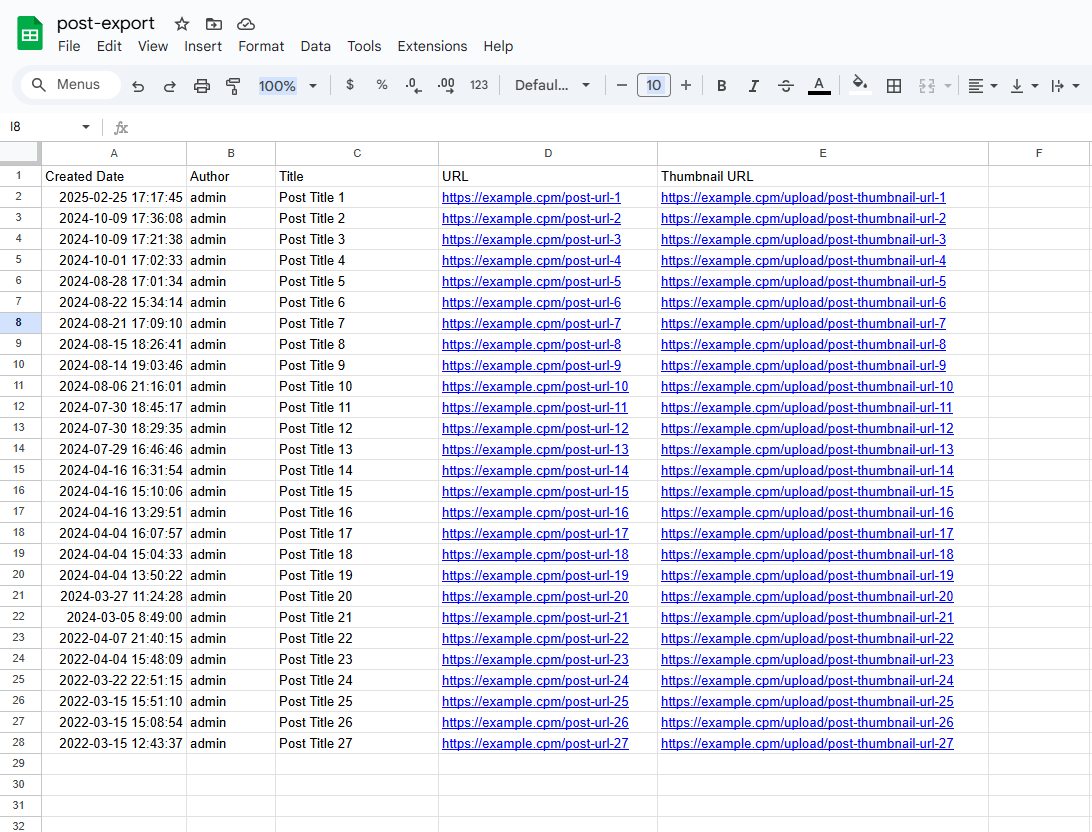 post-export
File Edit View Insert Format Data Tools Extensions Help
Menus 100% $ % .0 .00 123 Defaul... − 10 + B I A
I8 fx
A B C D E F
1 Created Date Author Title URL Thumbnail URL
2 2025-02-25 17:17:45 admin Post Title 1 https://example.cpm/post-url-1 https://example.cpm/upload/post-thumbnail-url-1
3 2024-10-09 17:36:08 admin Post Title 2 https://example.cpm/post-url-2 https://example.cpm/upload/post-thumbnail-url-2
4 2024-10-09 17:21:38 admin Post Title 3 https://example.cpm/post-url-3 https://example.cpm/upload/post-thumbnail-url-3
5 2024-10-01 17:02:33 admin Post Title 4 https://example.cpm/post-url-4 https://example.cpm/upload/post-thumbnail-url-4
6 2024-08-28 17:01:34 admin Post Title 5 https://example.cpm/post-url-5 https://example.cpm/upload/post-thumbnail-url-5
7 2024-08-22 15:34:14 admin Post Title 6 https://example.cpm/post-url-6 https://example.cpm/upload/post-thumbnail-url-6
8 2024-08-21 17:09:10 admin Post Title 7 https://example.cpm/post-url-7 https://example.cpm/upload/post-thumbnail-url-7
9 2024-08-15 18:26:41 admin Post Title 8 https://example.cpm/post-url-8 https://example.cpm/upload/post-thumbnail-url-8
10 2024-08-14 19:03:46 admin Post Title 9 https://example.cpm/post-url-9 https://example.cpm/upload/post-thumbnail-url-9
11 2024-08-06 21:16:01 admin Post Title 10 https://example.cpm/post-url-10 https://example.cpm/upload/post-thumbnail-url-10
12 2024-07-30 18:45:17 admin Post Title 11 https://example.cpm/post-url-11 https://example.cpm/upload/post-thumbnail-url-11
13 2024-07-30 18:29:35 admin Post Title 12 https://example.cpm/post-url-12 https://example.cpm/upload/post-thumbnail-url-12
14 2024-07-29 16:46:46 admin Post Title 13 https://example.cpm/post-url-13 https://example.cpm/upload/post-thumbnail-url-13
15 2024-04-16 16:31:54 admin Post Title 14 https://example.cpm/post-url-14 https://example.cpm/upload/post-thumbnail-url-14
16 2024-04-16 15:10:06 admin Post Title 15 https://example.cpm/post-url-15 https://example.cpm/upload/post-thumbnail-url-15
17 2024-04-16 13:29:51 admin Post Title 16 https://example.cpm/post-url-16 https://example.cpm/upload/post-thumbnail-url-16
18 2024-04-04 16:07:57 admin Post Title 17 https://example.cpm/post-url-17 https://example.cpm/upload/post-thumbnail-url-17
19 2024-04-04 15:04:33 admin Post Title 18 https://example.cpm/post-url-18 https://example.cpm/upload/post-thumbnail-url-18
20 2024-04-04 13:50:22 admin Post Title 19 https://example.cpm/post-url-19 https://example.cpm/upload/post-thumbnail-url-19
21 2024-03-27 11:24:28 admin Post Title 20 https://example.cpm/post-url-20 https://example.cpm/upload/post-thumbnail-url-20
22 2024-03-05 8:49:00 admin Post Title 21 https://example.cpm/post-url-21 https://example.cpm/upload/post-thumbnail-url-21
23 2022-04-07 21:40:15 admin Post Title 22 https://example.cpm/post-url-22 https://example.cpm/upload/post-thumbnail-url-22
24 2022-04-04 15:48:09 admin Post Title 23 https://example.cpm/post-url-23 https://example.cpm/upload/post-thumbnail-url-23
25 2022-03-22 22:51:15 admin Post Title 24 https://example.cpm/post-url-24 https://example.cpm/upload/post-thumbnail-url-24
26 2022-03-15 15:51:10 admin Post Title 25 https://example.cpm/post-url-25 https://example.cpm/upload/post-thumbnail-url-25
27 2022-03-15 15:08:54 admin Post Title 26 https://example.cpm/post-url-26 https://example.cpm/upload/post-thumbnail-url-26
28 2022-03-15 12:43:37 admin Post Title 27 https://example.cpm/post-url-27 https://example.cpm/upload/post-thumbnail-url-27
29
30
31
32